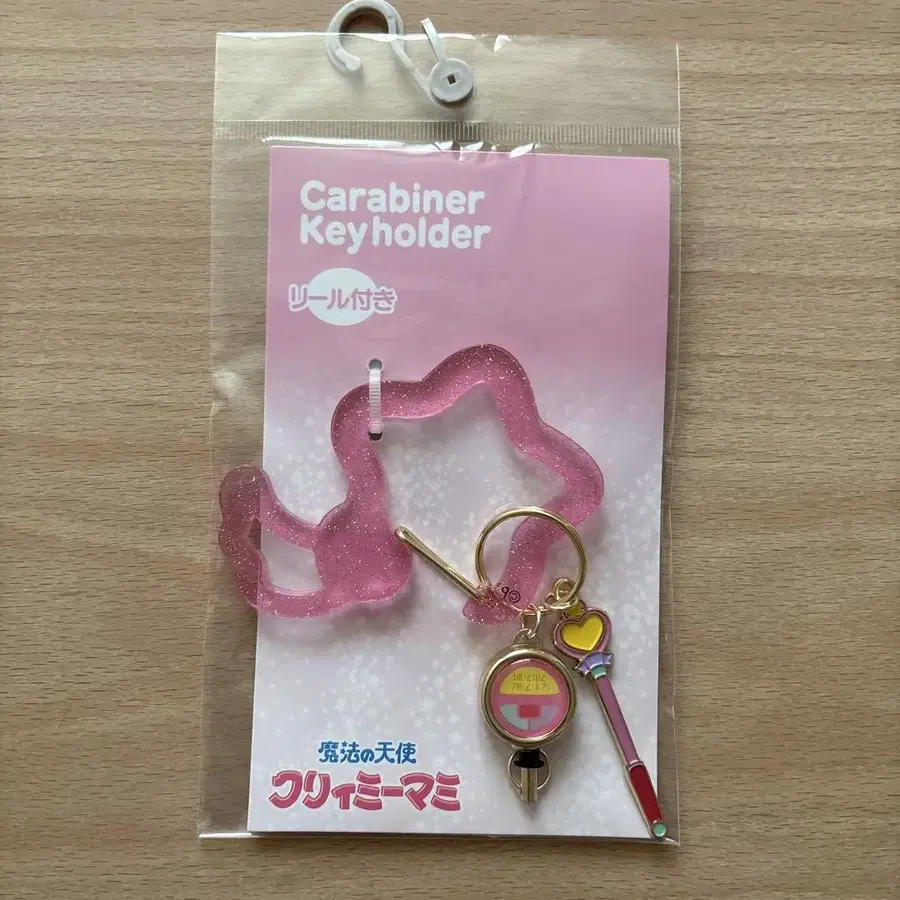 Carabiner
Keyholder
リール付き
魔法の天使
クリィミーマミ
©P